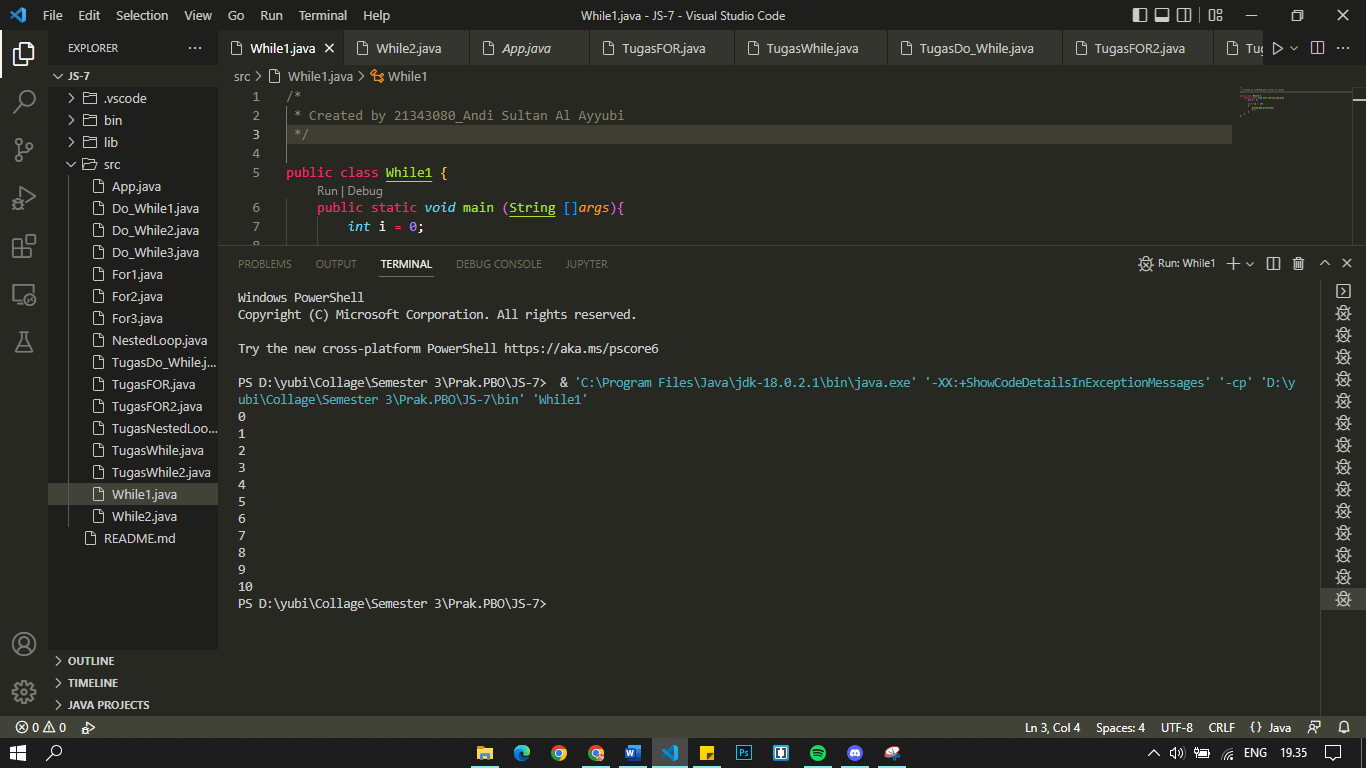 File Edit Selection View Go Run Terminal Help While1.java - JS-7 - Visual Studio Code
EXPLORER
While1.java While2.java App.java TugasFOR.java TugasWhile.java TugasDo_While.java TugasFOR2.java
JS-7
.vscode
bin
lib
src
App.java
Do_While1.java
Do_While2.java
Do_While3.java
For1.java
For2.java
For3.java
NestedLoop.java
TugasDo_While.j...
TugasFOR.java
TugasFOR2.java
TugasNestedLoo...
TugasWhile.java
TugasWhile2.java
While1.java
While2.java
README.md
OUTLINE
TIMELINE
JAVA PROJECTS
src > While1.java > While1
1 /*
2 * Created by 21343080_Andi Sultan Al Ayyubi
3 */
4
5 public class While1 {
Run | Debug
6 public static void main (String []args){
7 int i = 0;
PROBLEMS OUTPUT TERMINAL DEBUG CONSOLE JUPYTER Run: While1
Windows PowerShell
Copyright (C) Microsoft Corporation. All rights reserved.
Try the new cross-platform PowerShell https://aka.ms/pscore6
PS D:\yubi\Collage\Semester 3\Prak.PBO\JS-7> & 'C:\Program Files\Java\jdk-18.0.2.1\bin\java.exe' '-XX:+ShowCodeDetailsInExceptionMessages' '-cp' 'D:\y
ubi\Collage\Semester 3\Prak.PBO\JS-7\bin' 'While1'
0
1
2
3
4
5
6
7
8
9
10
PS D:\yubi\Collage\Semester 3\Prak.PBO\JS-7>
0 0 Ln 3, Col 4 Spaces: 4 UTF-8 CRLF {} Java
ENG 19.35